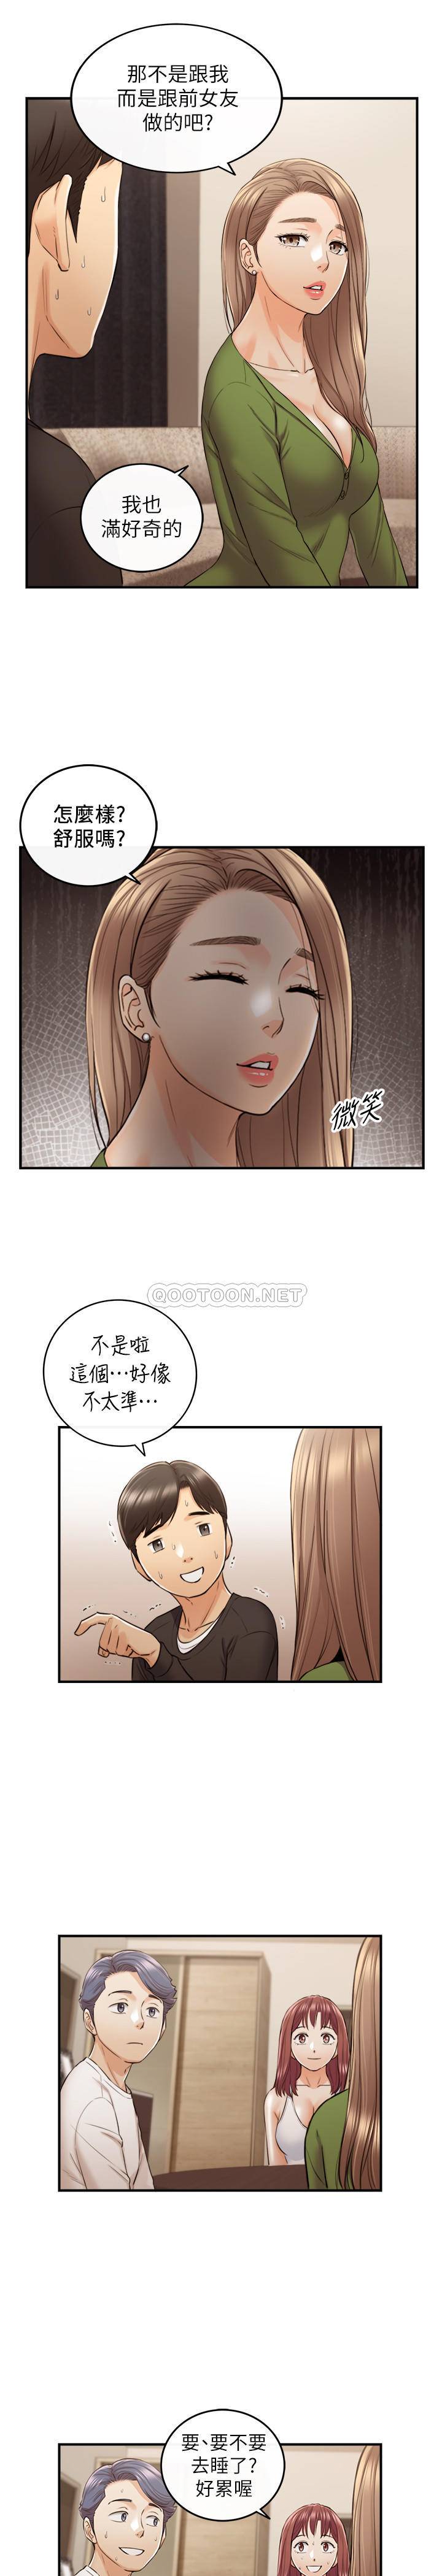 那不是跟我
而是跟前女友
做的吧?
我也
滿好奇的
怎麼樣?
舒服嗎?
微笑
QOOTOON.NET
不是啦
這個⋯好像
不太準⋯
要、要不要
去睡了?
好累喔